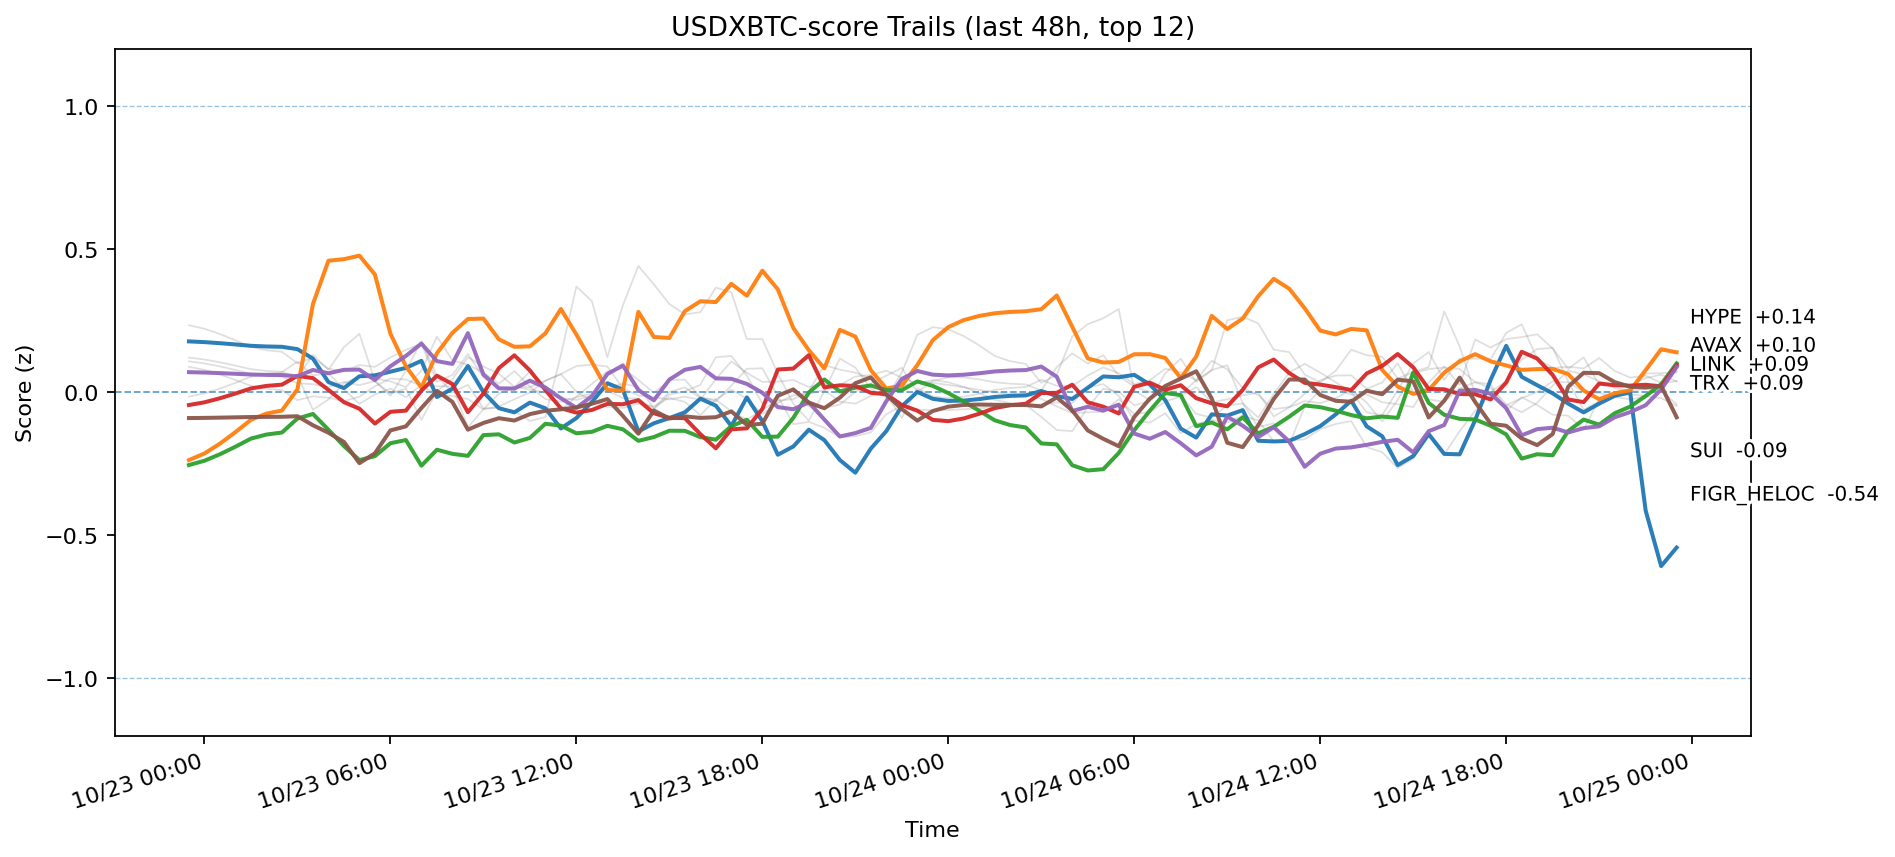 USDXBTC-score Trails (last 48h, top 12)
Score (z)
1.0
0.5
0.0
−0.5
−1.0
HYPE +0.14
AVAX +0.10
LINK +0.09
TRX +0.09
SUI -0.09
FIGR_HELOC -0.54
10/23 00:00
10/23 06:00
10/23 12:00
10/23 18:00
10/24 00:00
10/24 06:00
10/24 12:00
10/24 18:00
10/25 00:00
Time